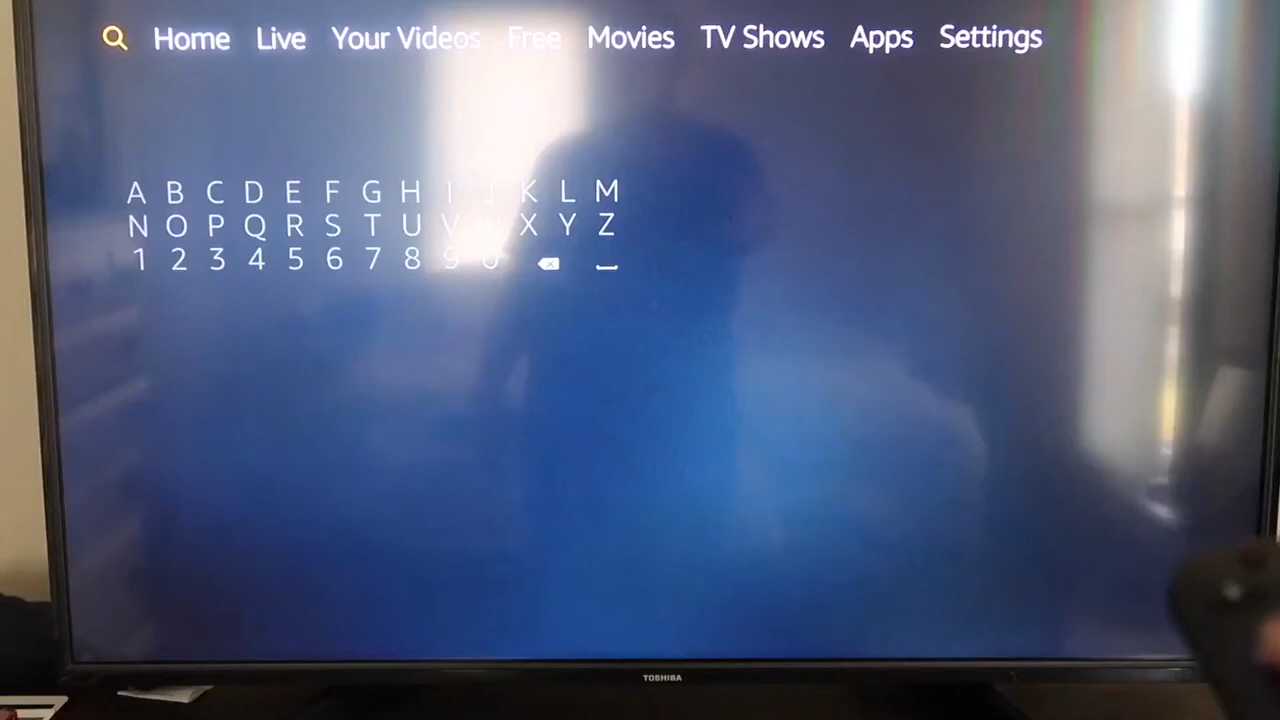 Home Live Your Videos Free Movies TV Shows Apps Settings
A B C D E F G H I J K L M
N O P Q R S T U V W X Y Z
1 2 3 4 5 6 7 8 9 0
TOSHIBA